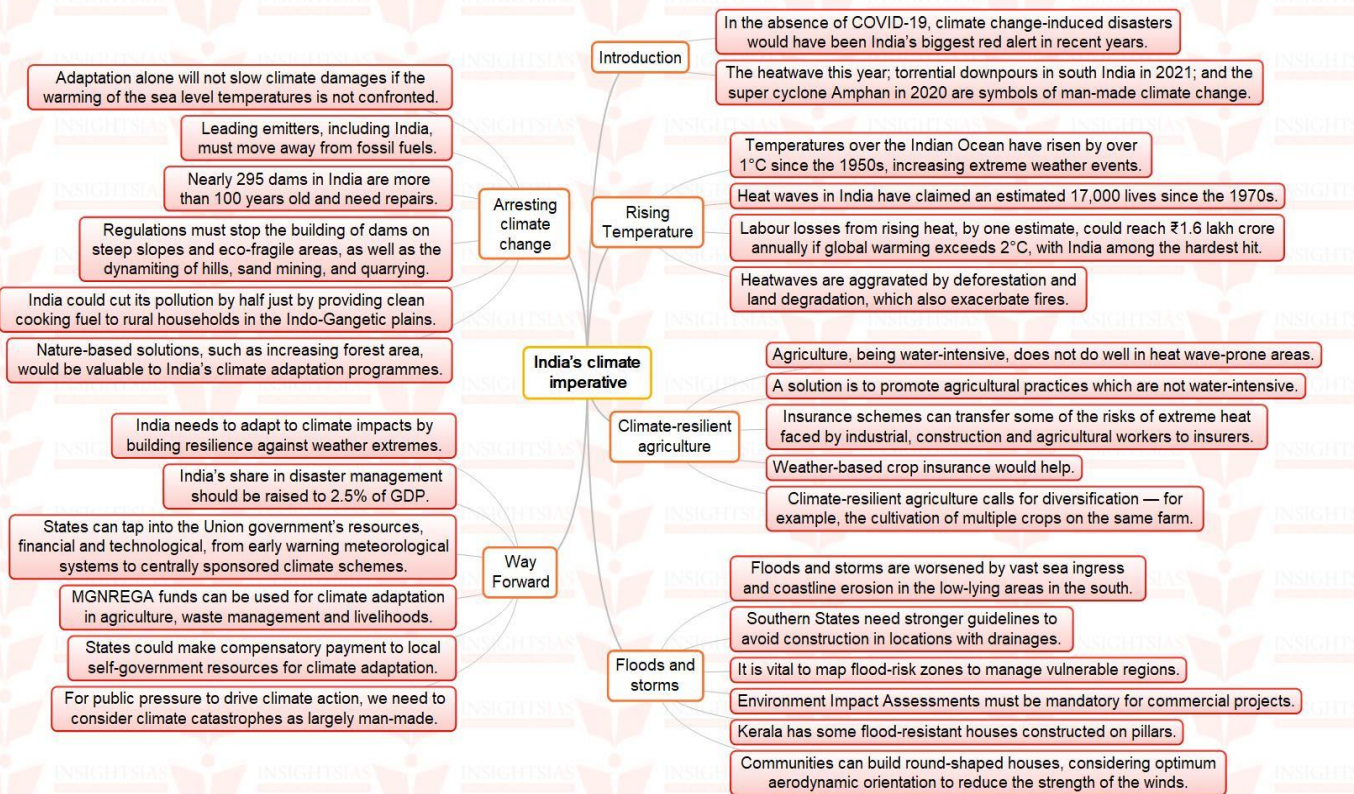 India's climate
imperative
Introduction
In the absence of COVID-19, climate change-induced disasters
would have been India's biggest red alert in recent years.
The heatwave this year; torrential downpours in south India in 2021; and the
super cyclone Amphan in 2020 are symbols of man-made climate change.
Rising
Temperature
Temperatures over the Indian Ocean have risen by over
1°C since the 1950s, increasing extreme weather events.
Heat waves in India have claimed an estimated 17,000 lives since the 1970s.
Labour losses from rising heat, by one estimate, could reach ₹1.6 lakh crore
annually if global warming exceeds 2°C, with India among the hardest hit.
Heatwaves are aggravated by deforestation and
land degradation, which also exacerbate fires.
Climate-resilient
agriculture
Agriculture, being water-intensive, does not do well in heat wave-prone areas.
A solution is to promote agricultural practices which are not water-intensive.
Insurance schemes can transfer some of the risks of extreme heat
faced by industrial, construction and agricultural workers to insurers.
Weather-based crop insurance would help.
Climate-resilient agriculture calls for diversification — for
example, the cultivation of multiple crops on the same farm.
Floods and
storms
Floods and storms are worsened by vast sea ingress
and coastline erosion in the low-lying areas in the south.
Southern States need stronger guidelines to
avoid construction in locations with drainages.
It is vital to map flood-risk zones to manage vulnerable regions.
Environment Impact Assessments must be mandatory for commercial projects.
Kerala has some flood-resistant houses constructed on pillars.
Communities can build round-shaped houses, considering optimum
aerodynamic orientation to reduce the strength of the winds.
Arresting
climate
change
Adaptation alone will not slow climate damages if the
warming of the sea level temperatures is not confronted.
Leading emitters, including India,
must move away from fossil fuels.
Nearly 295 dams in India are more
than 100 years old and need repairs.
Regulations must stop the building of dams on
steep slopes and eco-fragile areas, as well as the
dynamiting of hills, sand mining, and quarrying.
India could cut its pollution by half just by providing clean
cooking fuel to rural households in the Indo-Gangetic plains.
Nature-based solutions, such as increasing forest area,
would be valuable to India's climate adaptation programmes.
Way
Forward
India needs to adapt to climate impacts by
building resilience against weather extremes.
India's share in disaster management
should be raised to 2.5% of GDP.
States can tap into the Union government's resources,
financial and technological, from early warning meteorological
systems to centrally sponsored climate schemes.
MGNREGA funds can be used for climate adaptation
in agriculture, waste management and livelihoods.
States could make compensatory payment to local
self-government resources for climate adaptation.
For public pressure to drive climate action, we need to
consider climate catastrophes as largely man-made.
INSIGHTSIAS